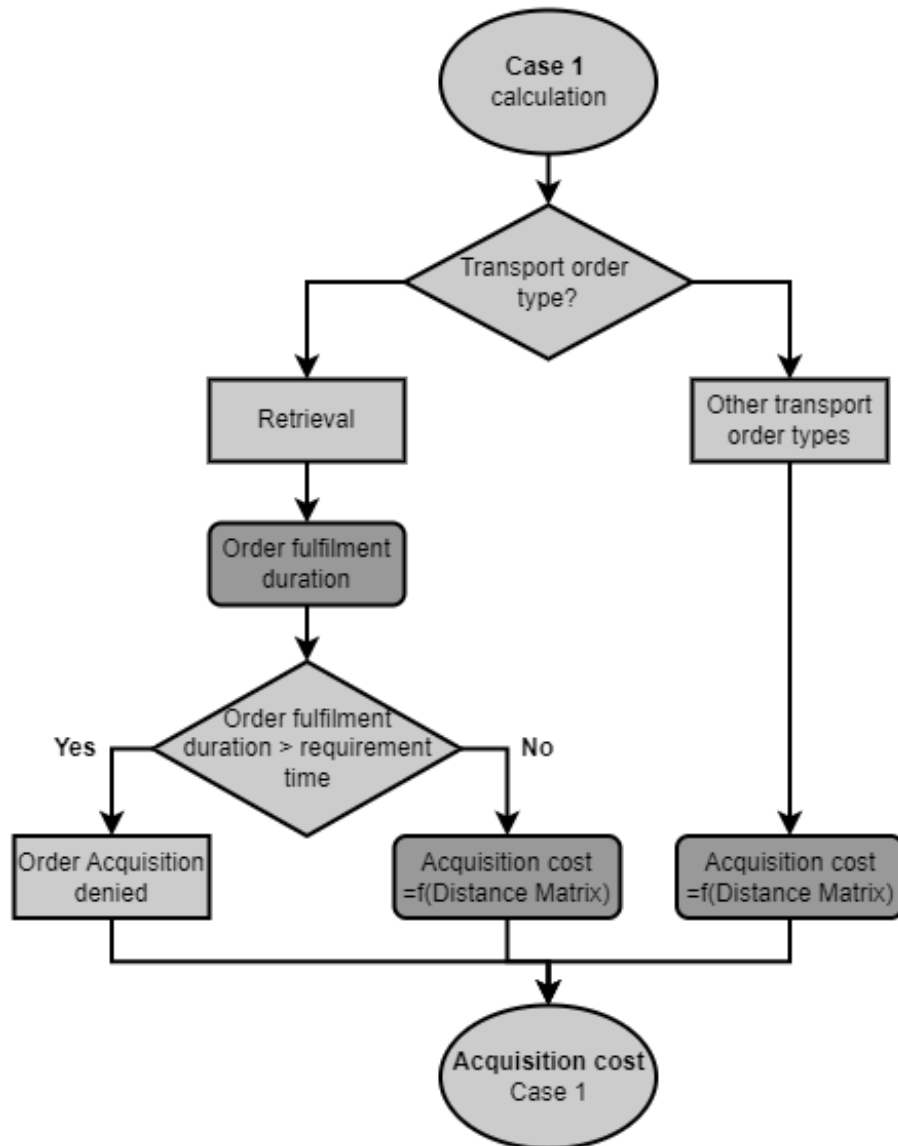 Case 1
calculation
Transport order
type?
Retrieval
Other transport
order types
Order fulfilment
duration
Order fulfilment
duration > requirement
time
Yes
No
Order Acquisition
denied
Acquisition cost
=f(Distance Matrix)
Acquisition cost
=f(Distance Matrix)
Acquisition cost
Case 1